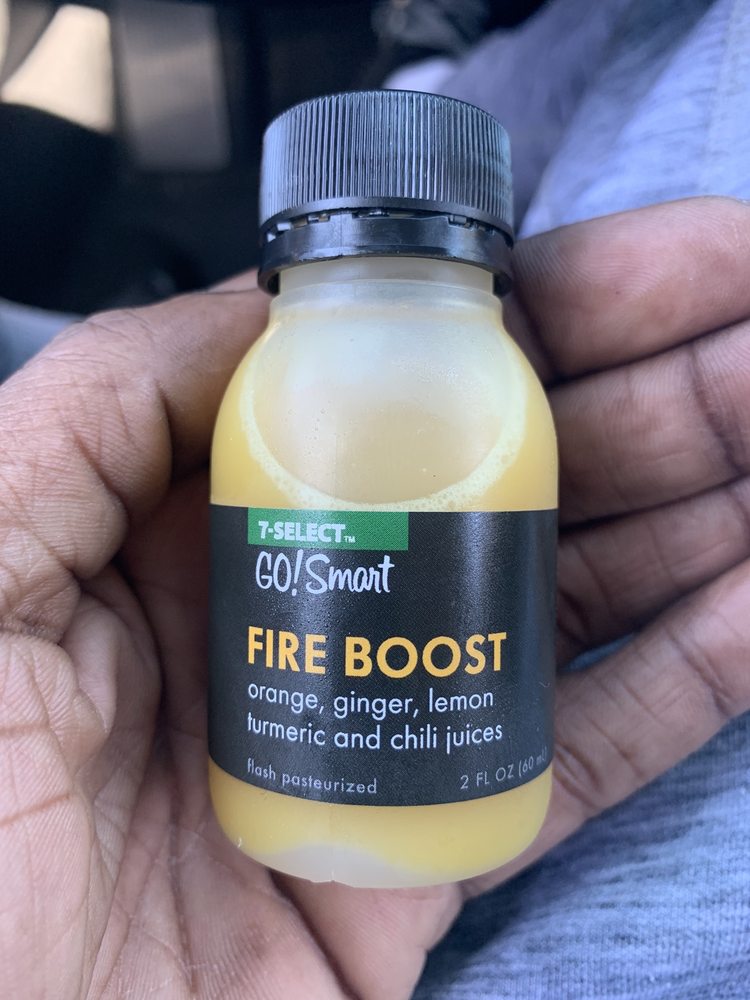 7-SELECT™
GO! Smart
FIRE BOOST
orange, ginger, lemon
turmeric and chili juices
flash pasteurized
2 FL OZ (60 mL